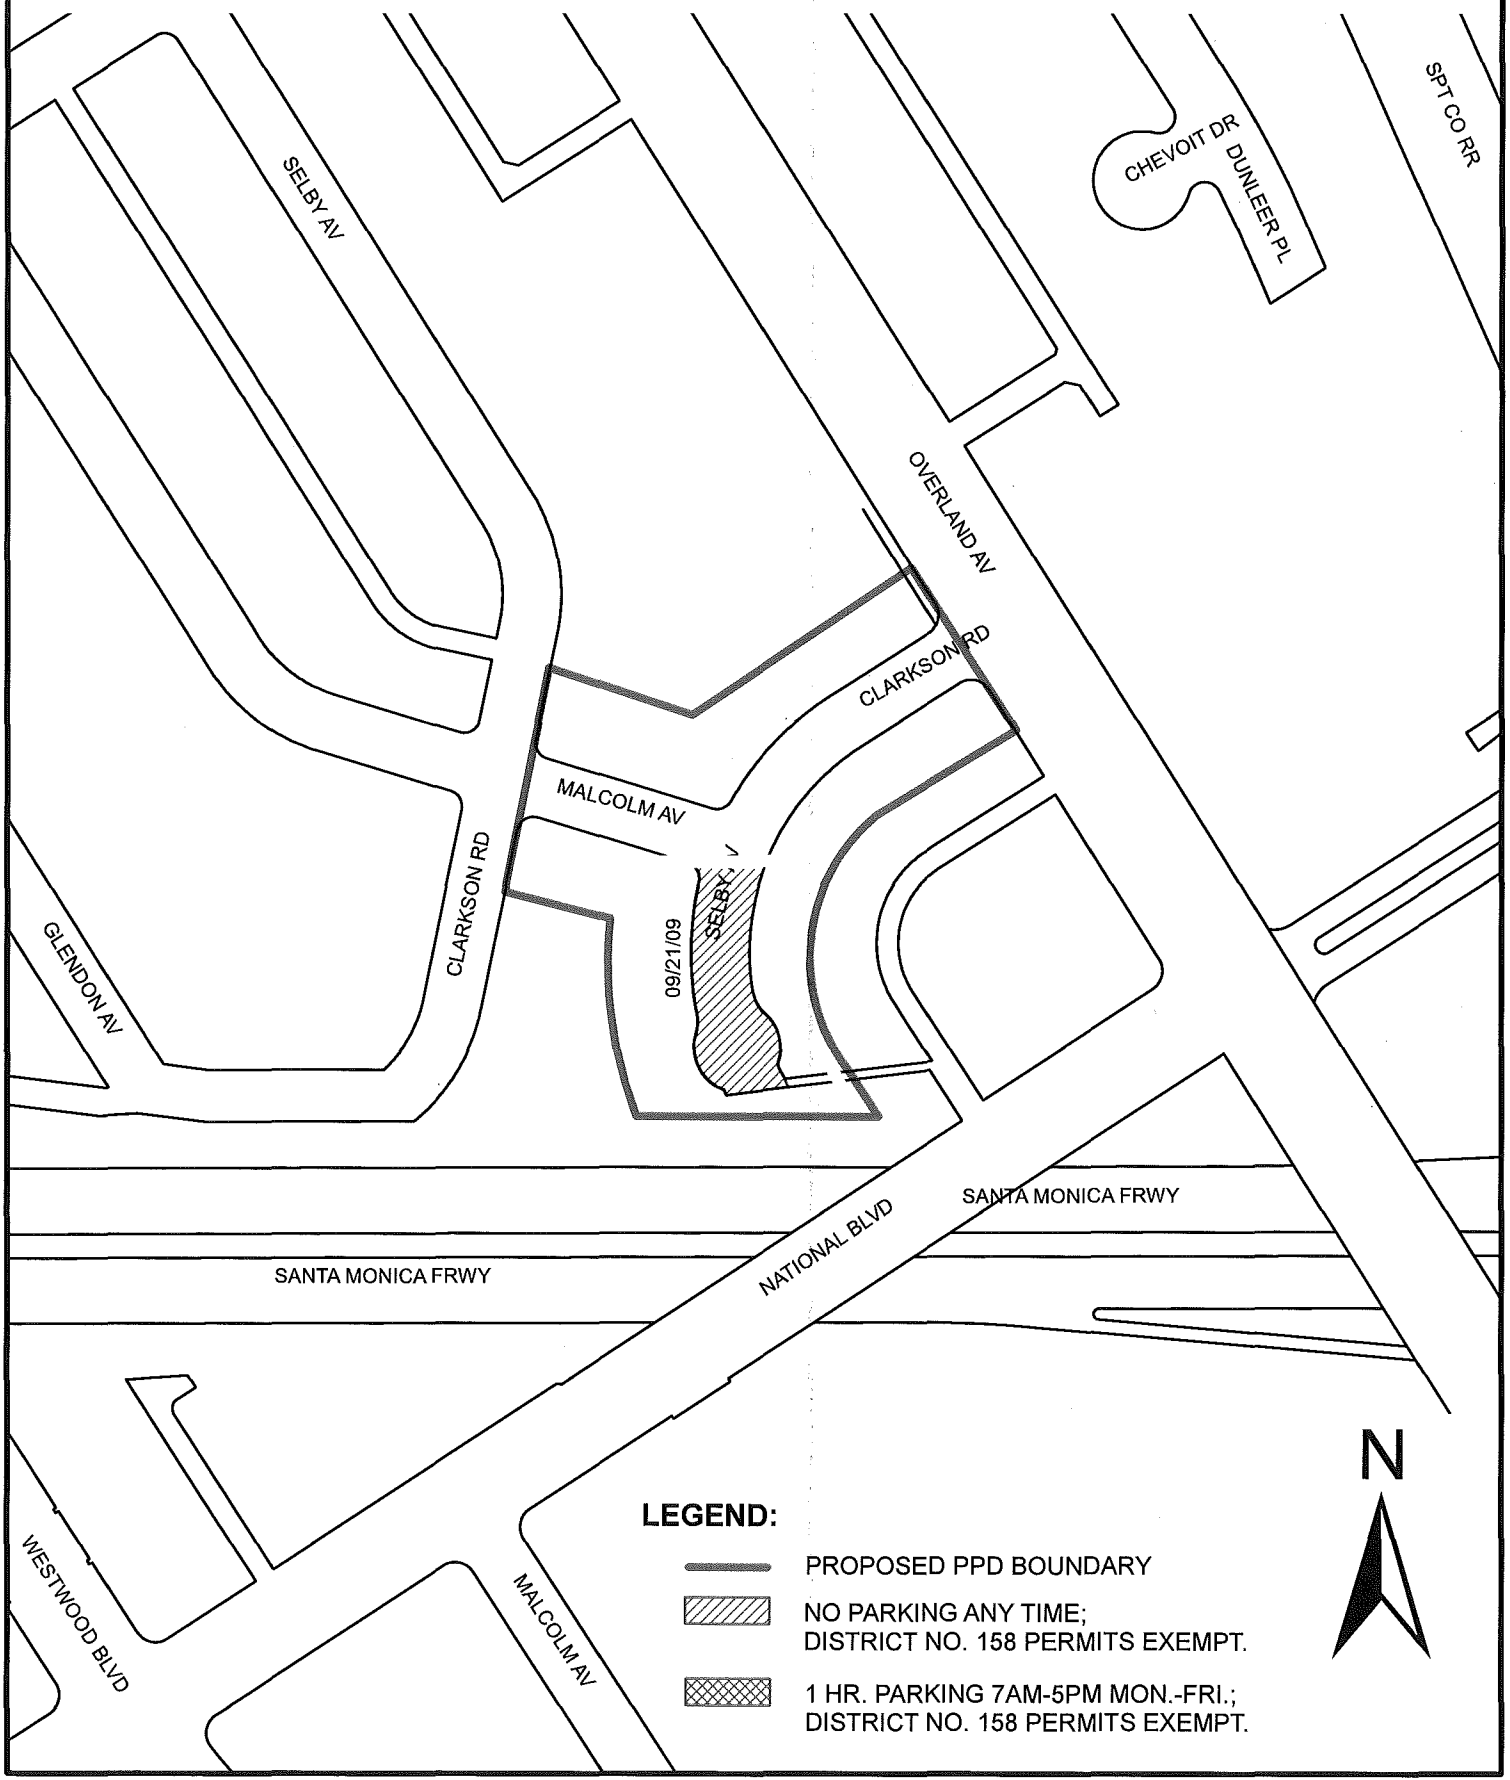 SPT CO RR
CHEVOIT DR
DUNLEER PL
SELBY AV
OVERLAND AV
CLARKSON RD
MALCOLM AV
CLARKSON RD
SELBY AV
09/21/09
GLENDON AV
SANTA MONICA FRWY
NATIONAL BLVD
SANTA MONICA FRWY
WESTWOOD BLVD
MALCOLM AV
N
LEGEND:
PROPOSED PPD BOUNDARY
NO PARKING ANY TIME;
DISTRICT NO. 158 PERMITS EXEMPT.
1 HR. PARKING 7AM-5PM MON.-FRI.;
DISTRICT NO. 158 PERMITS EXEMPT.